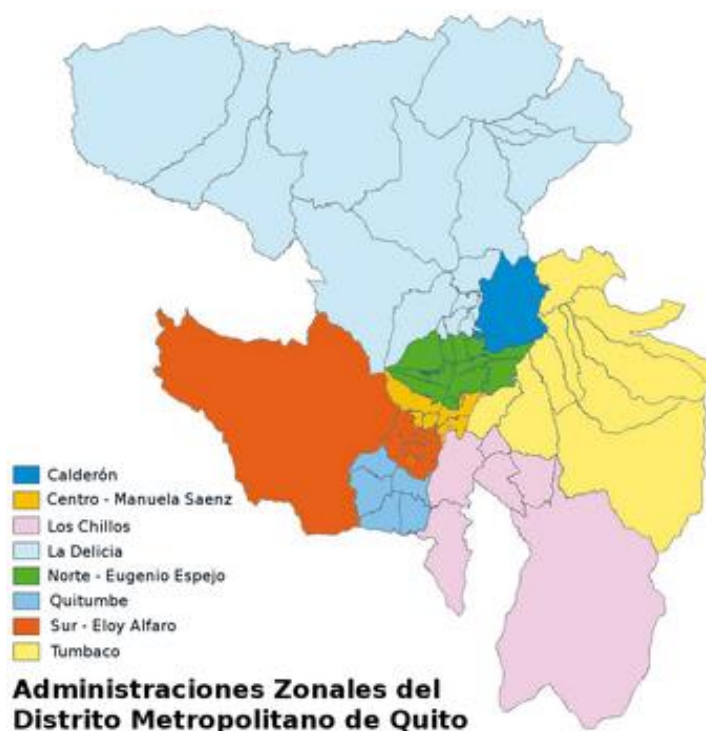 Calderón
Centro - Manuela Saenz
Los Chillos
La Delicia
Norte - Eugenio Espejo
Quitumbe
Sur - Eloy Alfaro
Tumbaco
Administraciones Zonales del
Distrito Metropolitano de Quito